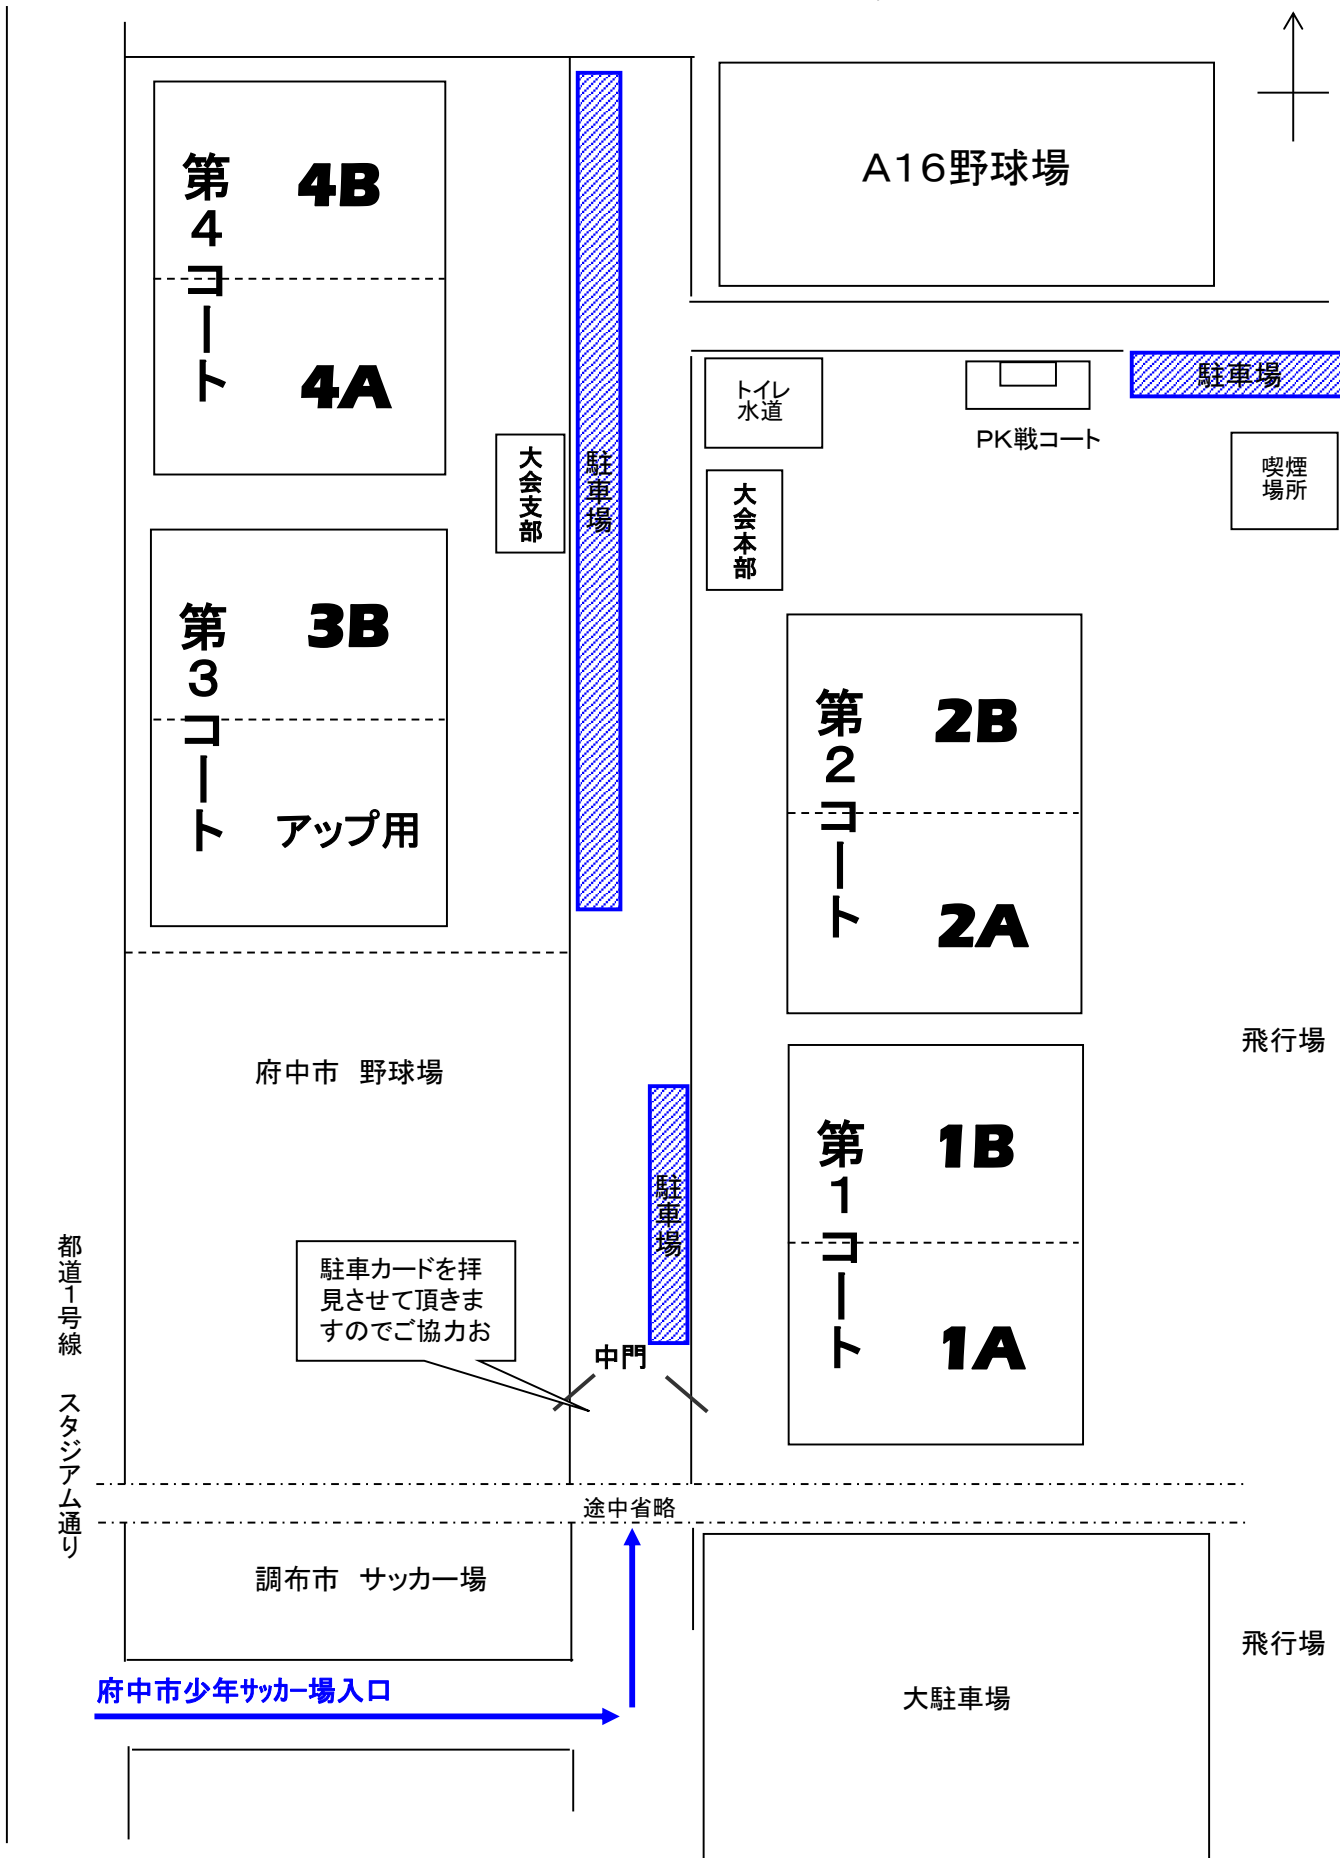 第４コート
4B
4A
A16野球場
駐車場
駐車場
トイレ
水道
PK戦コート
喫煙
場所
大会支部
大会本部
第３コート
3B
アップ用
第２コート
2B
2A
飛行場
府中市　野球場
第１コート
1B
1A
駐車場
駐車カードを拝
見させて頂きま
すのでご協力お
中門
都道１号線　スタジアム通り
途中省略
調布市　サッカー場
飛行場
府中市少年ｻｯｶｰ場入口
大駐車場